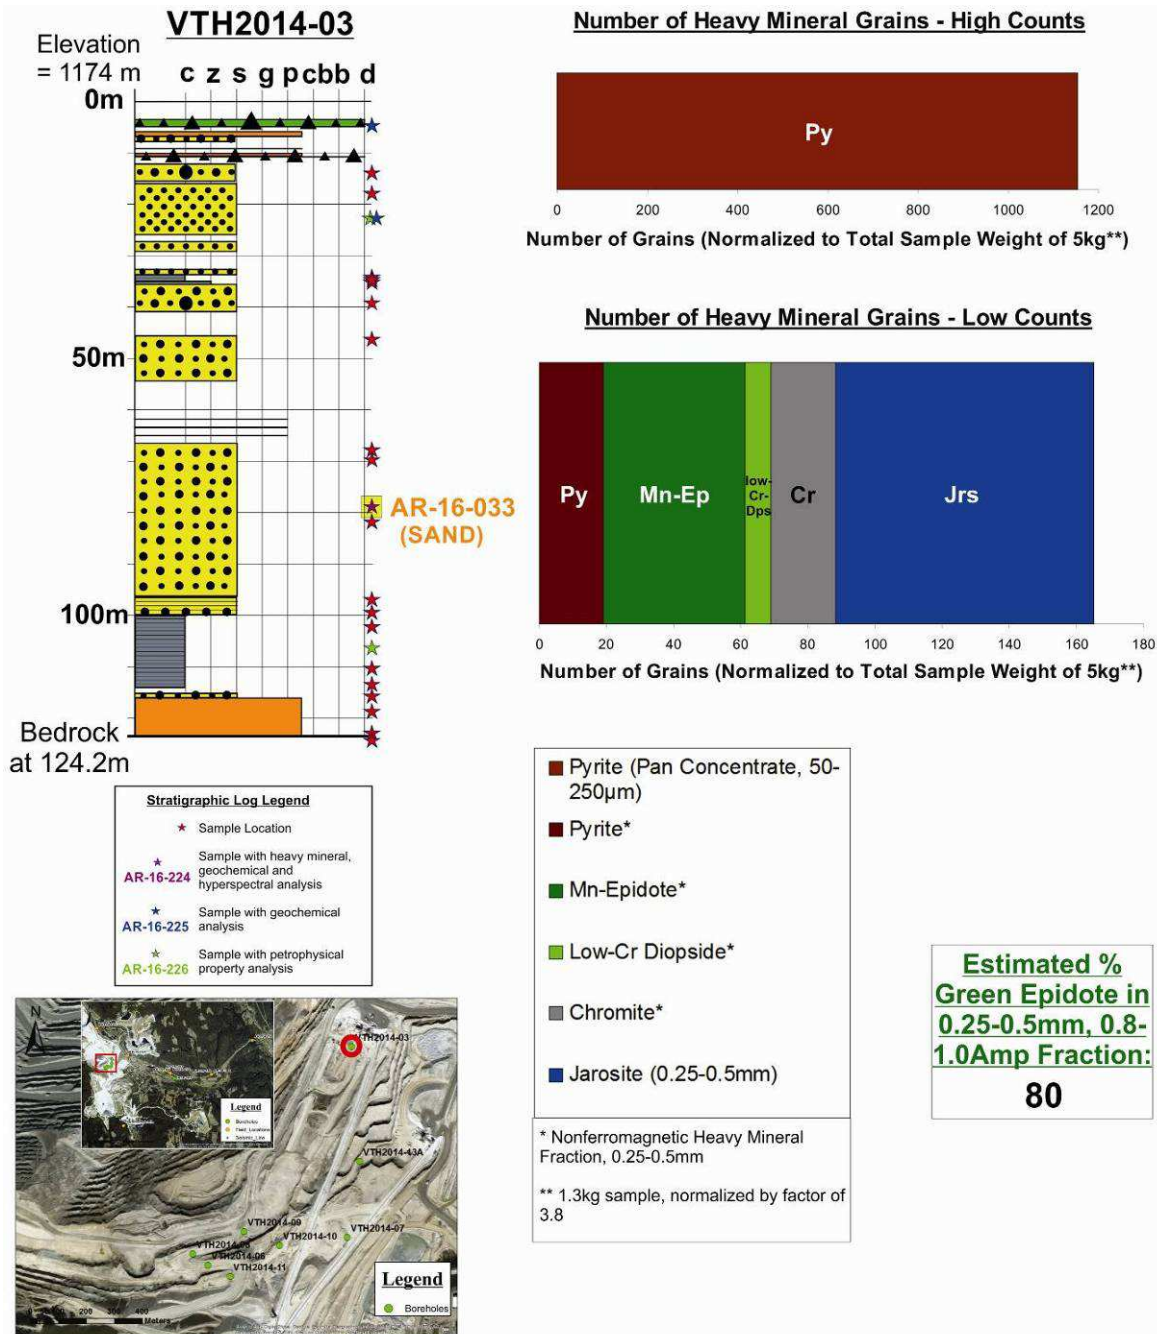 VTH2014-03
Elevation
= 1174 m
c z s g p cb b d
0m
50m
100m
Bedrock
at 124.2m
AR-16-033
(SAND)
Number of Heavy Mineral Grains - High Counts
Py
0 200 400 600 800 1000 1200
Number of Grains (Normalized to Total Sample Weight of 5kg**)
Number of Heavy Mineral Grains - Low Counts
Py
Mn-Ep
low-
Cr-
Dps
Cr
Jrs
0 20 40 60 80 100 120 140 160 180
Number of Grains (Normalized to Total Sample Weight of 5kg**)
Stratigraphic Log Legend
Sample Location
AR-16-224
Sample with heavy mineral,
geochemical and
hyperspectral analysis
AR-16-225
Sample with geochemical
analysis
AR-16-226
Sample with petrophysical
property analysis
Pyrite (Pan Concentrate, 50-
250µm)
Pyrite*
Mn-Epidote*
Low-Cr Diopside*
Chromite*
Jarosite (0.25-0.5mm)
* Nonferromagnetic Heavy Mineral
Fraction, 0.25-0.5mm
** 1.3kg sample, normalized by factor of
3.8
Estimated %
Green Epidote in
0.25-0.5mm, 0.8-
1.0Amp Fraction:
80
N
VTH2014-03
Legend
Boreholes
Field_Locations
Seismic_Line
VTH2014-13A
VTH2014-09
VTH2014-10
VTH2014-07
VTH2014-11
Legend
Boreholes
200
400
Meters